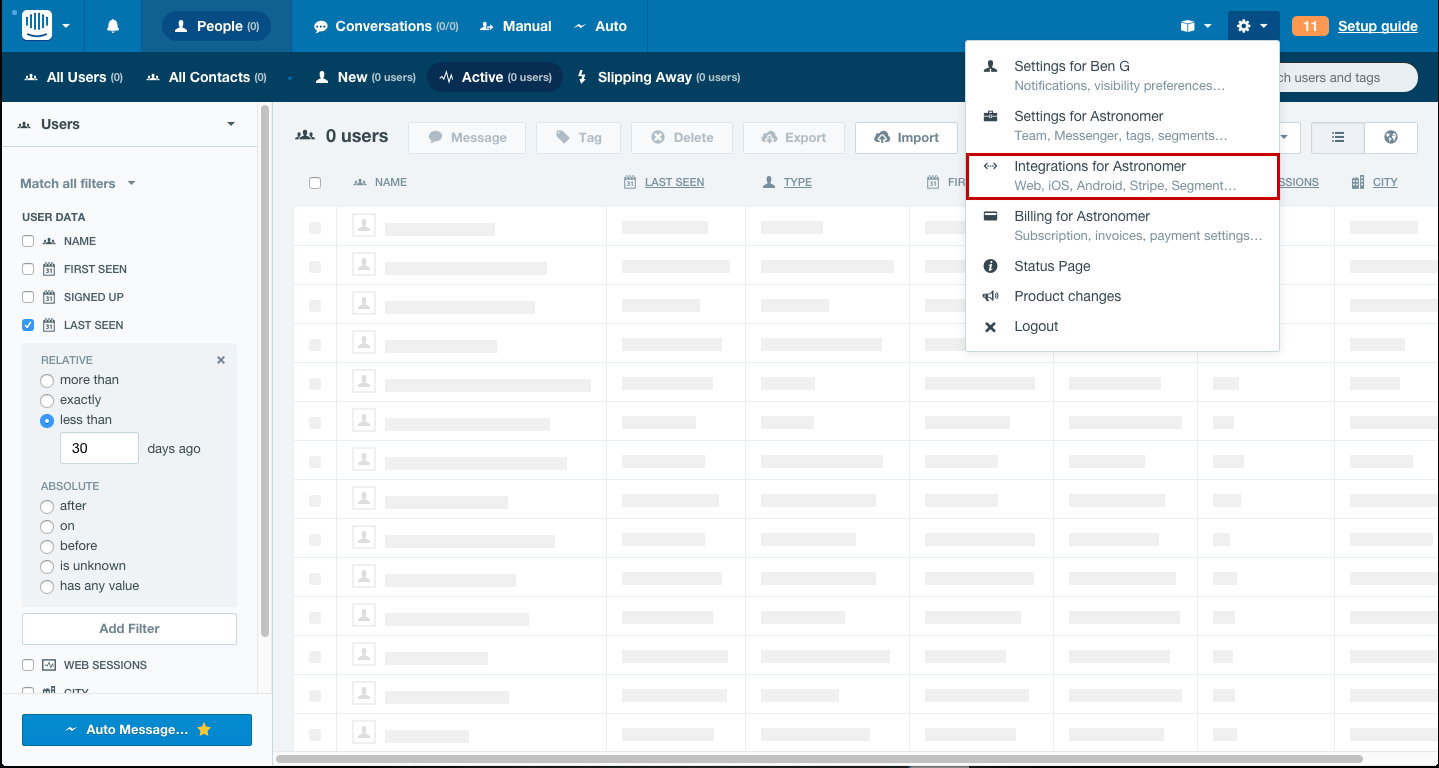 People (0)
Conversations (0/0)
Manual
Auto
11
Setup guide
All Users (0)
All Contacts (0)
New (0 users)
Active (0 users)
Slipping Away (0 users)
users and tags
Users
Match all filters
USER DATA
NAME
FIRST SEEN
SIGNED UP
LAST SEEN
RELATIVE
more than
exactly
less than
30
days ago
ABSOLUTE
after
on
before
is unknown
has any value
Add Filter
WEB SESSIONS
CITY
Auto Message...
0 users
Message
Tag
Delete
Export
Import
NAME
LAST SEEN
TYPE
CITY
Settings for Ben G
Notifications, visibility preferences...
Settings for Astronomer
Team, Messenger, tags, segments...
Integrations for Astronomer
Web, iOS, Android, Stripe, Segment...
Billing for Astronomer
Subscription, invoices, payment settings...
Status Page
Product changes
Logout